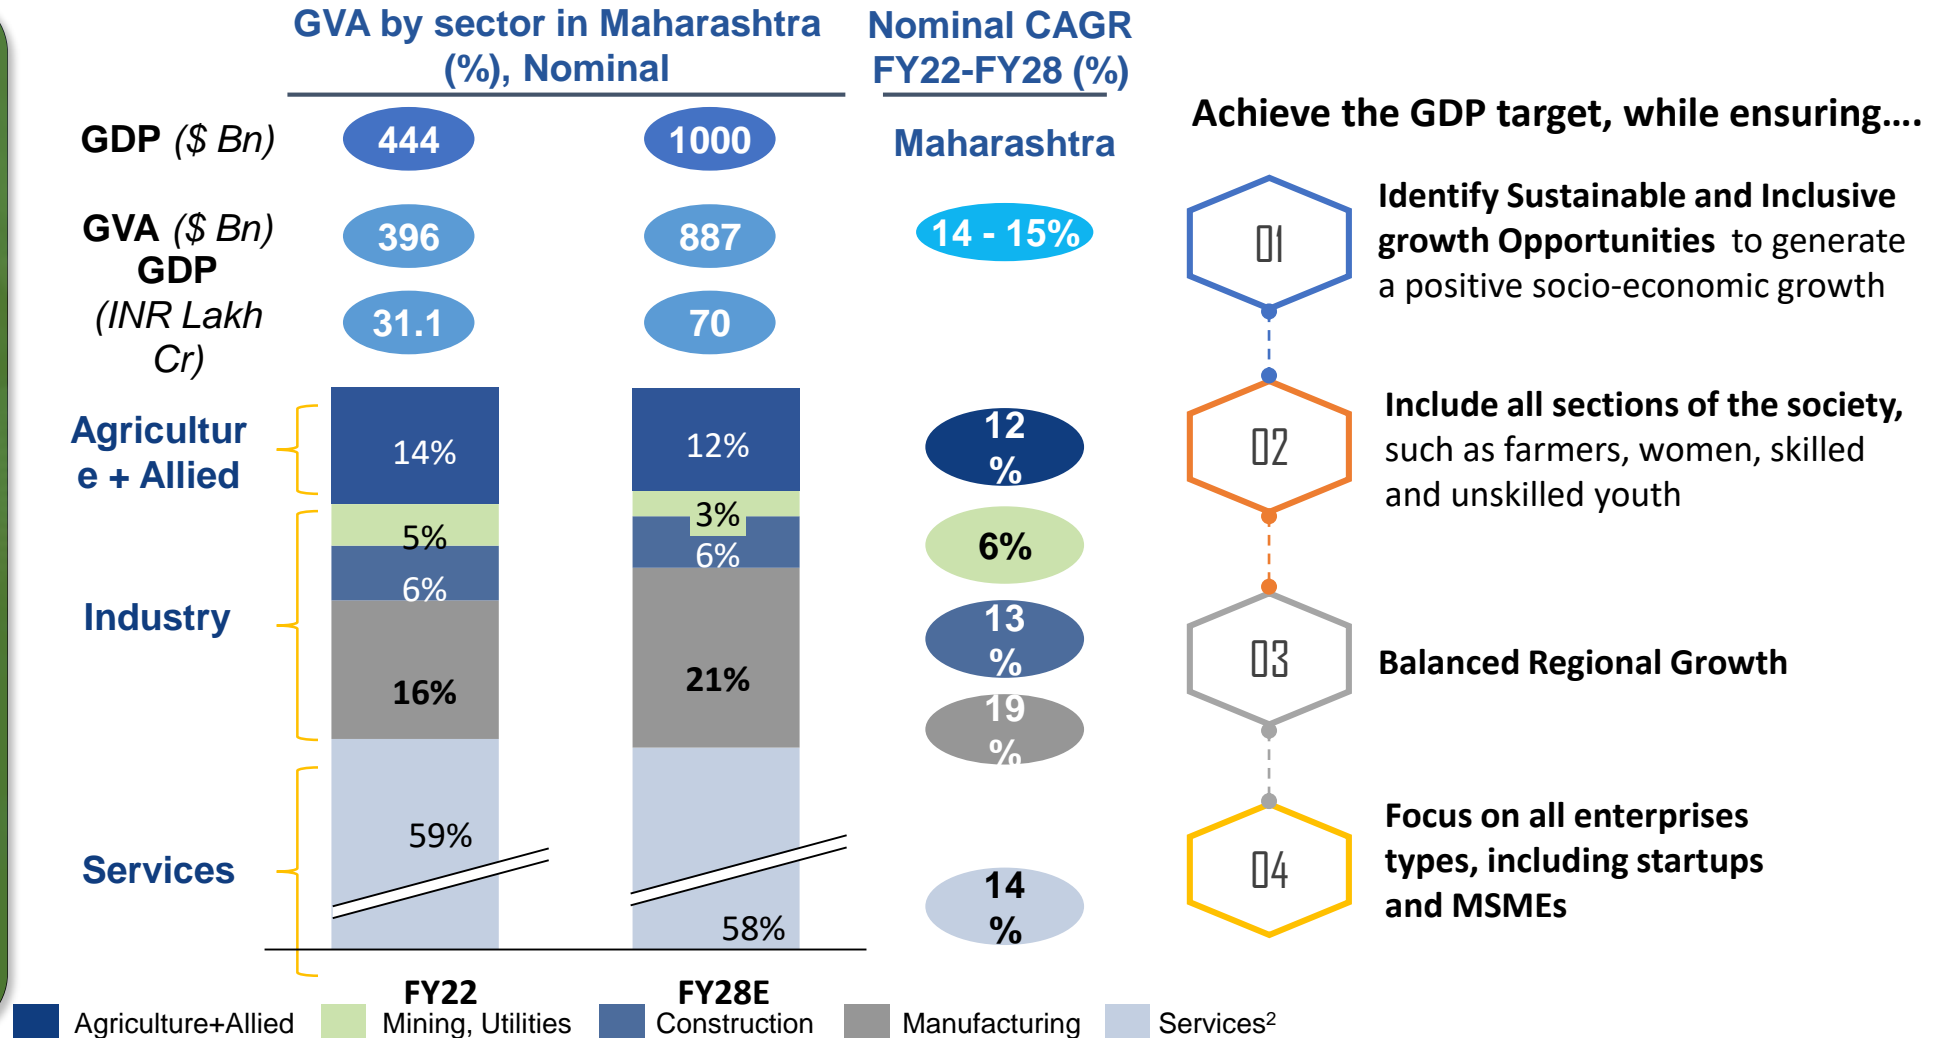 GVA by sector in Maharashtra
(%), Nominal
Nominal CAGR
FY22-FY28 (%)
GDP ($ Bn)
444
1000
Maharashtra
GVA ($ Bn)
396
887
14 - 15%
GDP
(INR Lakh
Cr)
31.1
70
Agricultur
e + Allied
14%
12%
12
%
5%
3%
6%
6%
6%
13
%
Industry
16%
21%
19
%
Services
59%
58%
14
%
FY22
FY28E
Agriculture+Allied
Mining, Utilities
Construction
Manufacturing
Services²
Achieve the GDP target, while ensuring....
01
Identify Sustainable and Inclusive
growth Opportunities to generate
a positive socio-economic growth
02
Include all sections of the society,
such as farmers, women, skilled
and unskilled youth
03
Balanced Regional Growth
04
Focus on all enterprises
types, including startups
and MSMEs